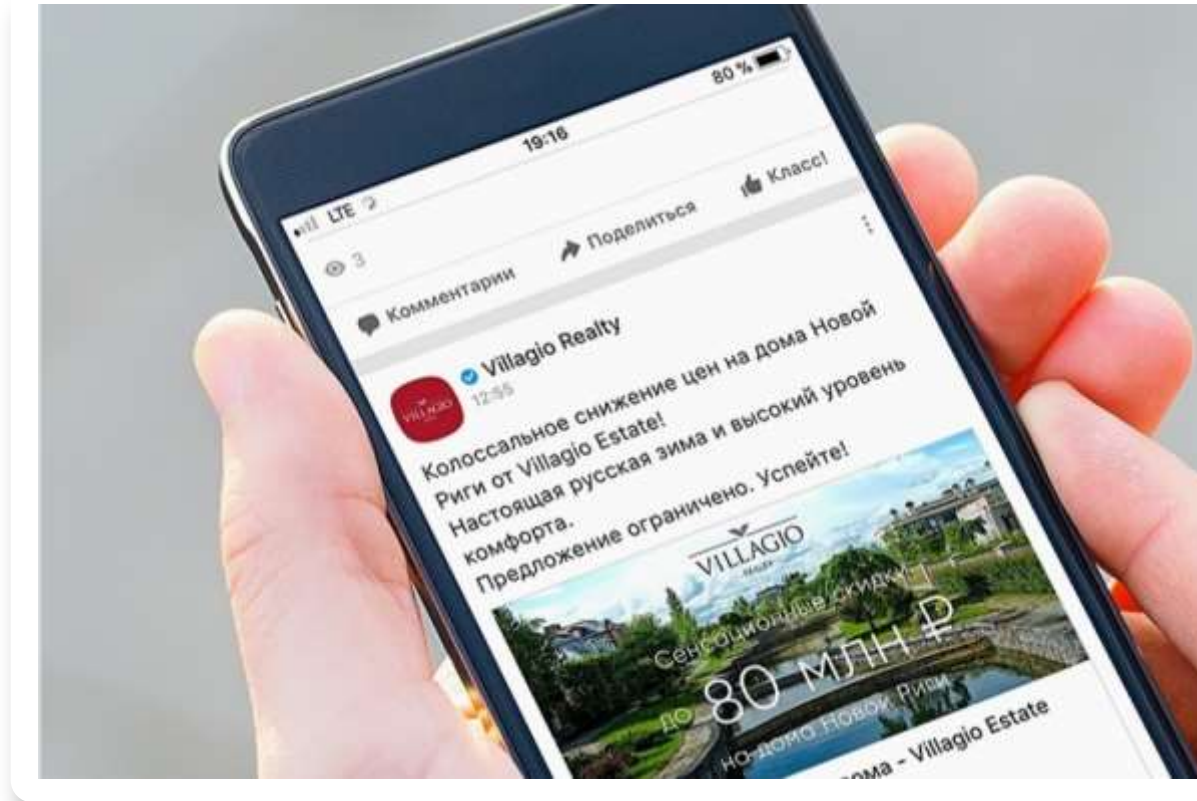 80 %
19:16
LTE
3
Комментарии
Поделиться
Класс!
Villagio Realty
12:55
VILLAGIO
Колоссальное снижение цен на дома Новой
Риги от Villagio Estate!
Настоящая русская зима и высокий уровень
комфорта.
Предложение ограничено. Успейте!
VILLAGIO
REALTY
Сенсационные скидки
до 80 млн ₽
на дома Новой Риги
- Villagio Estate